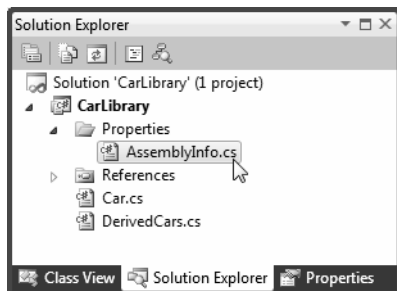 Solution Explorer
Solution 'CarLibrary' (1 project)
CarLibrary
Properties
AssemblyInfo.cs
References
Car.cs
DerivedCars.cs
Class View Solution Explorer Properties